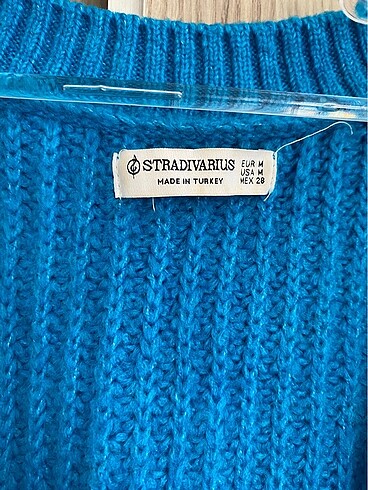 STRADIVARIUS
MADE IN TURKEY
EUR M
USA M
MEX 28